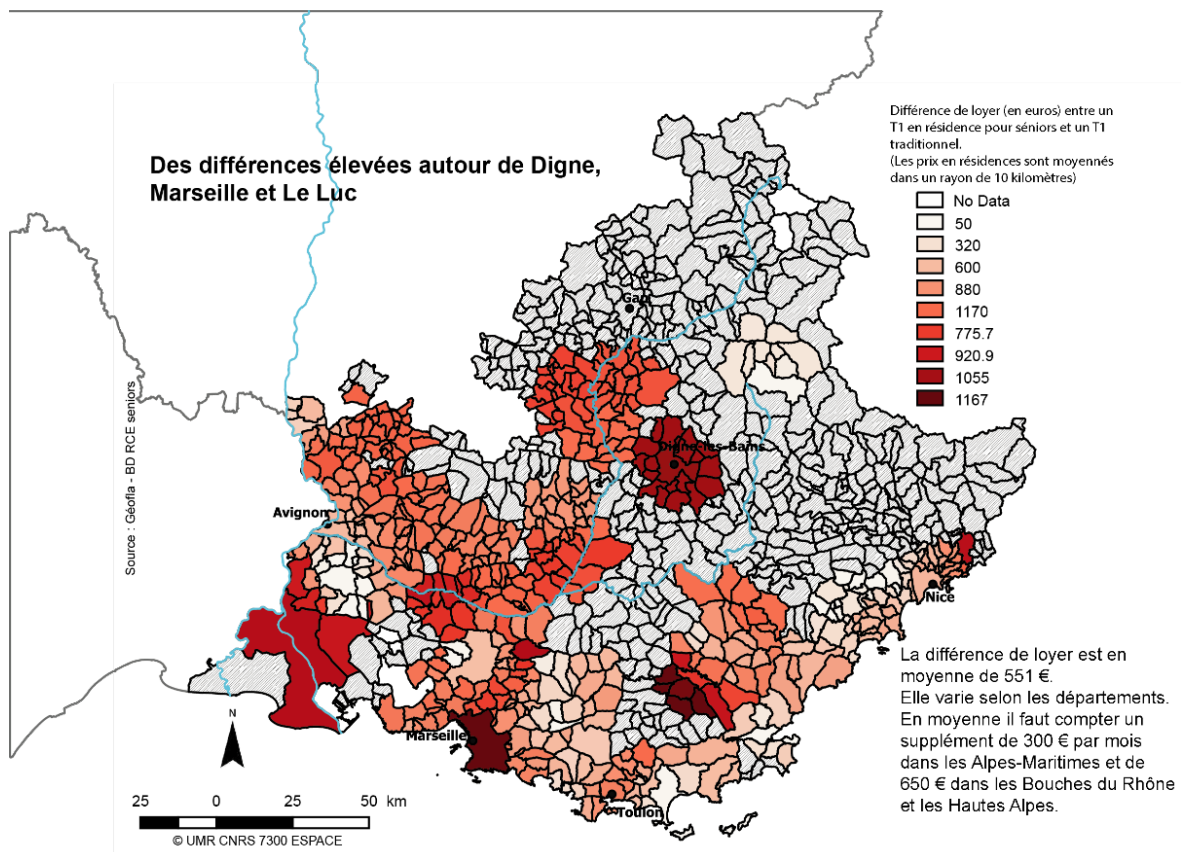 Des différences élevées autour de Digne,
Marseille et Le Luc
Différence de loyer (en euros) entre un
T1 en résidence pour séniors et un T1
traditionnel.
(Les prix en résidences sont moyennés
dans un rayon de 10 kilomètres)
No Data
50
320
600
880
1170
775.7
920.9
1055
1167
Gap
Digne-les-Bains
Avignon
Nice
Marseille
Toulon
Source : Géofla - BD RCE seniors
La différence de loyer est en
moyenne de 551 €.
Elle varie selon les départements.
En moyenne il faut compter un
supplément de 300 € par mois
dans les Alpes-Maritimes et de
650 € dans les Bouches du Rhône
et les Hautes Alpes.
N
25 0 25 50 km
© UMR CNRS 7300 ESPACE